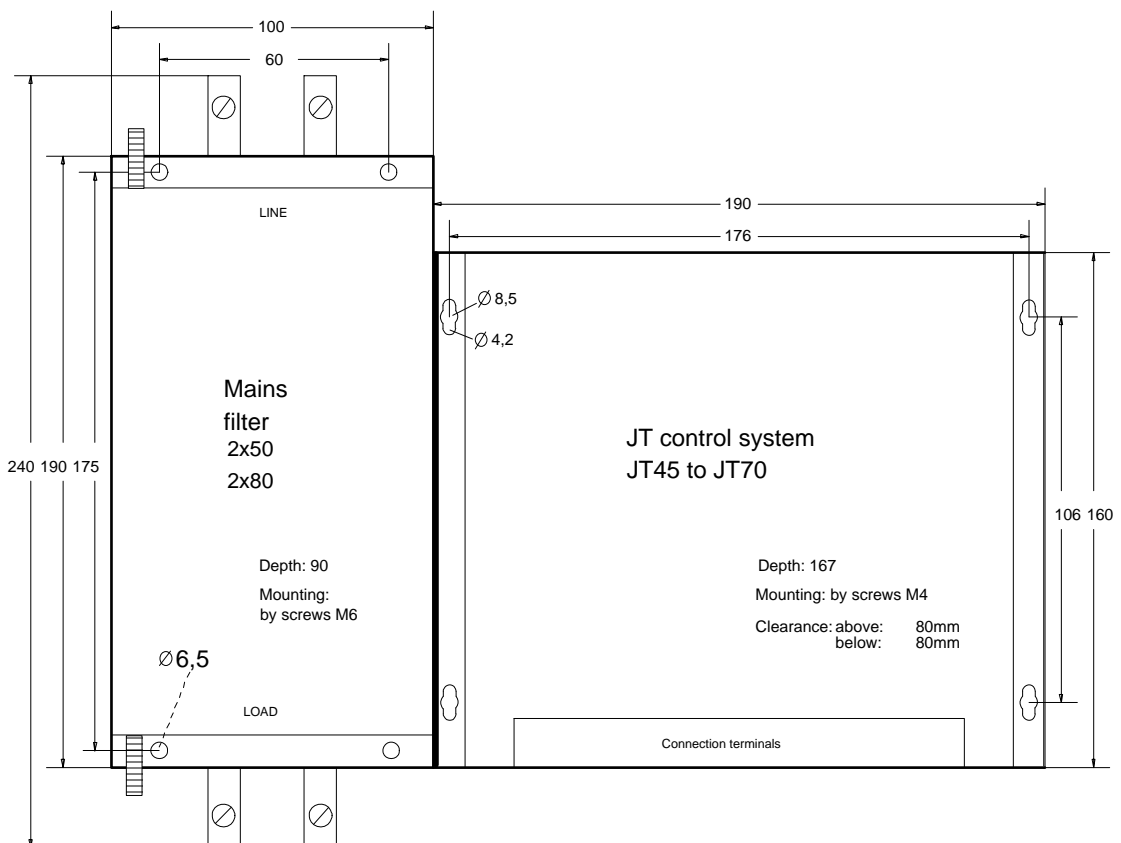 100
60
LINE
190
176
Ø 8,5
Ø 4,2
Mains
filter
2x50
2x80
JT control system
JT45 to JT70
240 190 175
106 160
Depth: 90
Mounting:
by screws M6
Depth: 167
Mounting: by screws M4
Clearance: above: 80mm
below: 80mm
Ø 6,5
LOAD
Connection terminals